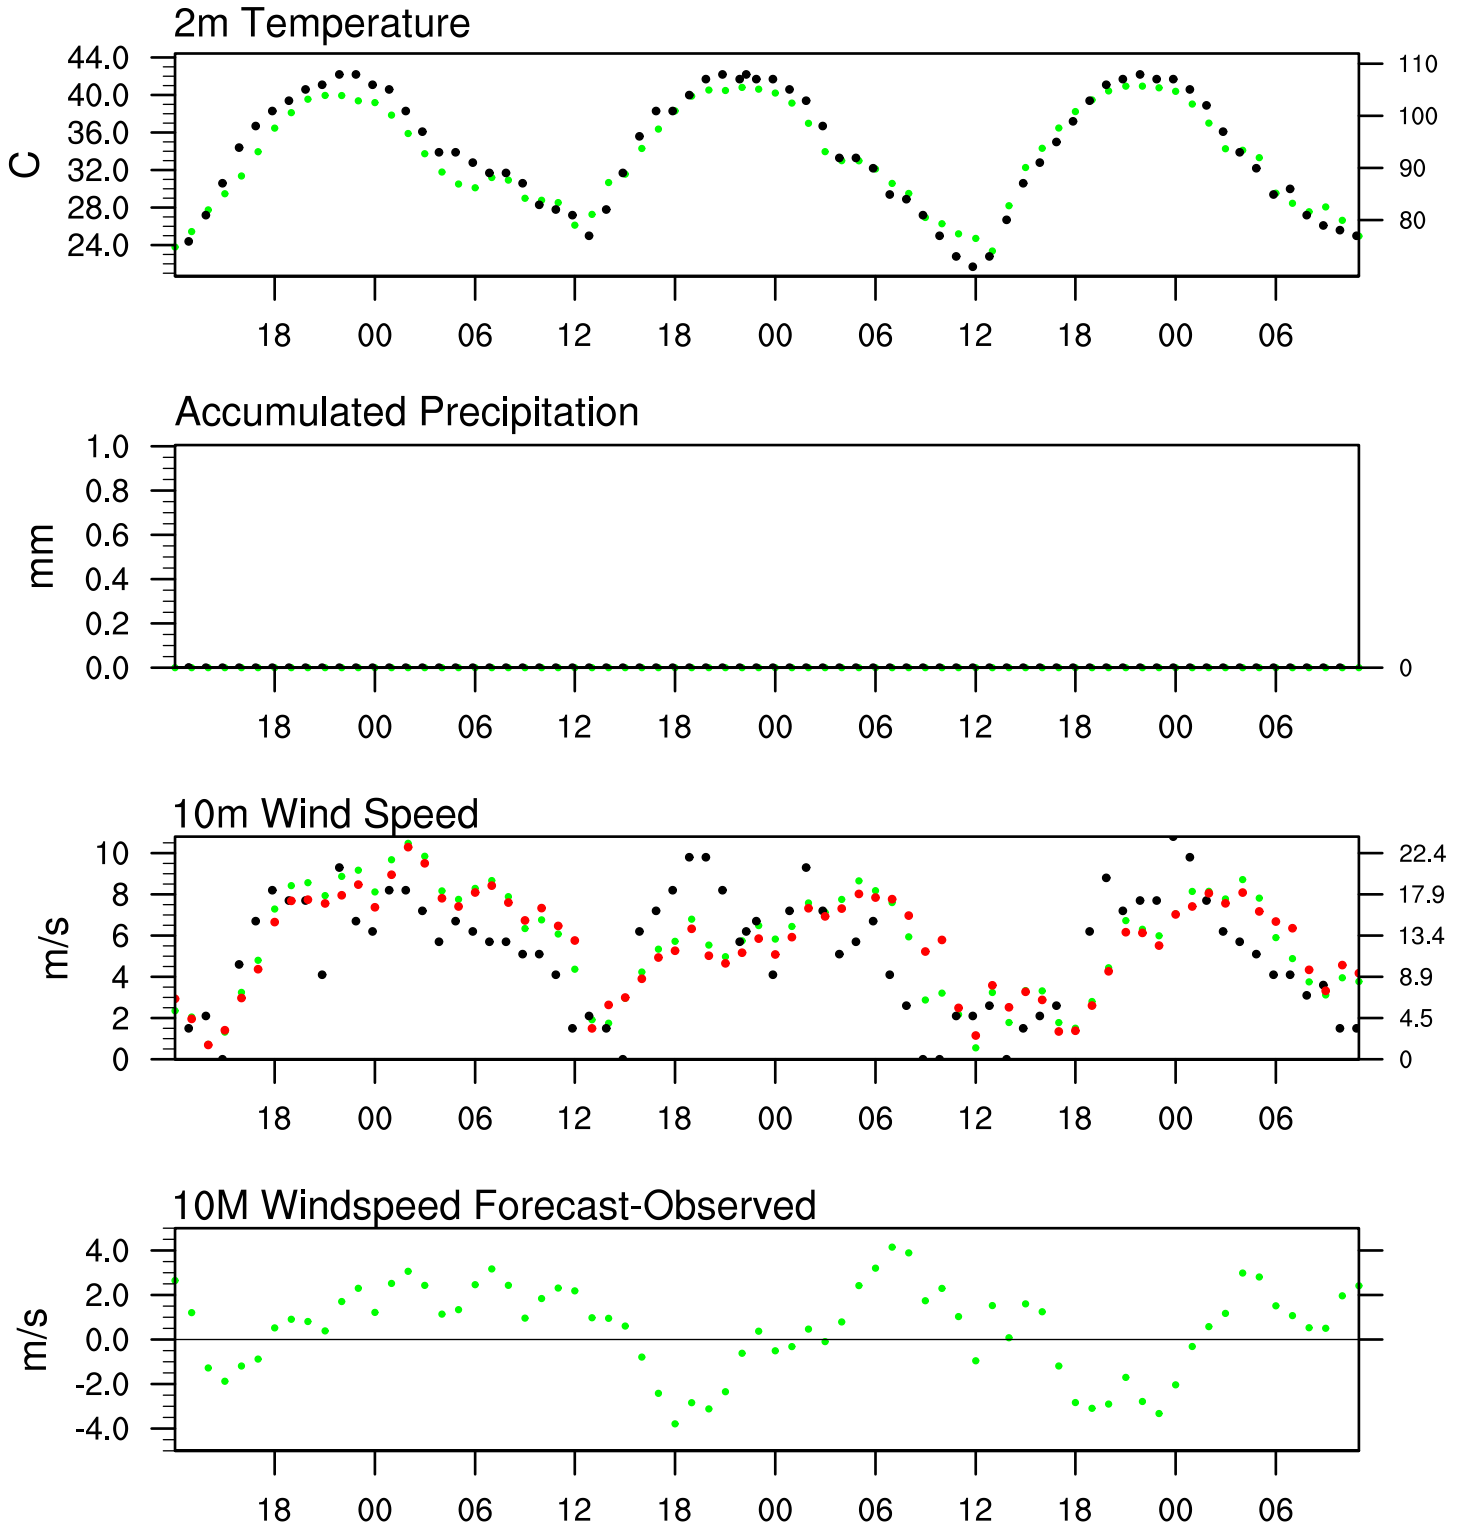 2m Temperature
44.0
40.0
36.0
32.0
28.0
24.0
C
110
100
90
80
18 00 06 12 18 00 06 12 18 00 06
Accumulated Precipitation
1.0
0.8
0.6
0.4
0.2
0.0
mm
0
18 00 06 12 18 00 06 12 18 00 06
10m Wind Speed
10
8
6
4
2
0
m/s
22.4
17.9
13.4
8.9
4.5
0
18 00 06 12 18 00 06 12 18 00 06
10M Windspeed Forecast-Observed
4.0
2.0
0.0
-2.0
-4.0
m/s
18 00 06 12 18 00 06 12 18 00 06